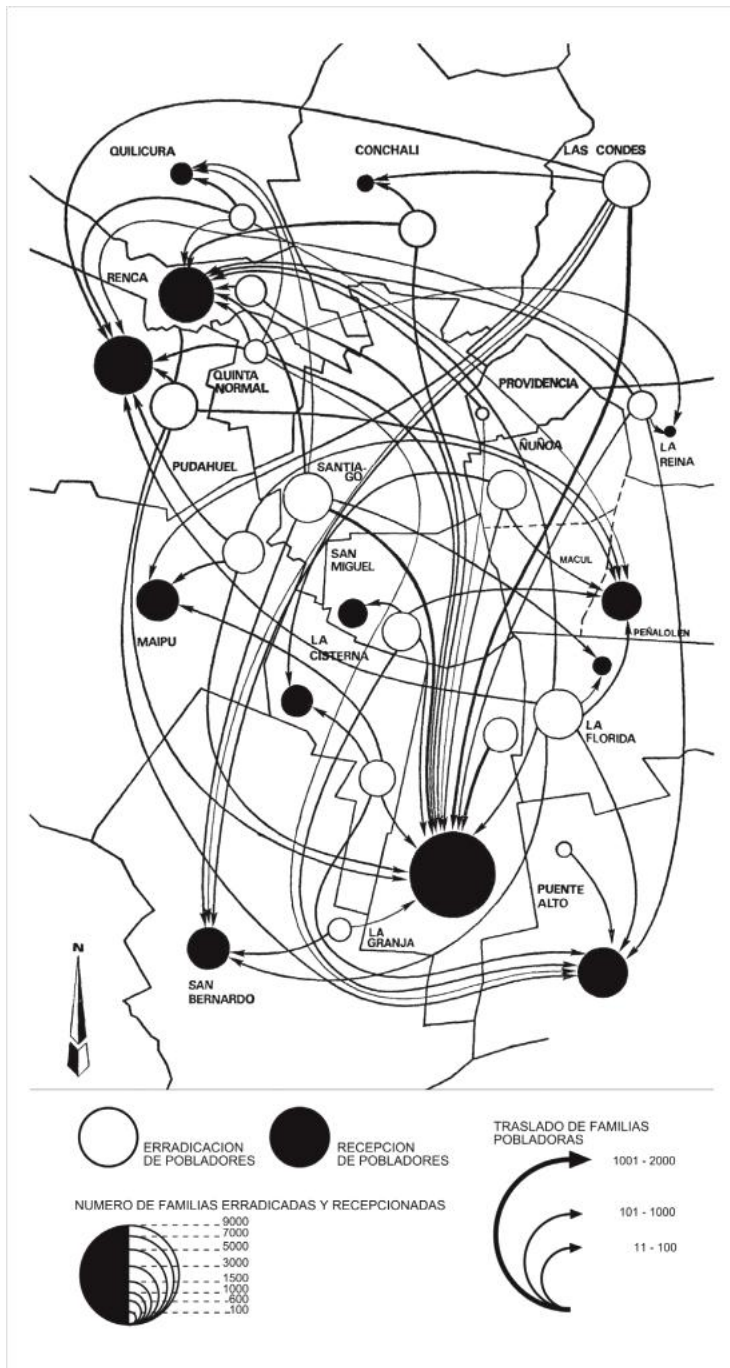 QUILICURA
CONCHALI
LAS CONDES
RENCA
QUINTA
NORMAL
PROVIDENCIA
ÑUÑOA
LA
REINA
PUDAHUEL
SANTIA-
GO
SAN
MIGUEL
MACUL
MAIPU
LA
CISTERNA
PEÑALOLEN
LA
FLORIDA
PUENTE
ALTO
LA
GRANJA
SAN
BERNARDO
N
ERRADICACION
DE POBLADORES
RECEPCION
DE POBLADORES
TRASLADO DE FAMILIAS
POBLADORAS
1001 - 2000
101 - 1000
11 - 100
NUMERO DE FAMILIAS ERRADICADAS Y RECEPCIONADAS
9000
7000
5000
3000
1500
1000
600
100